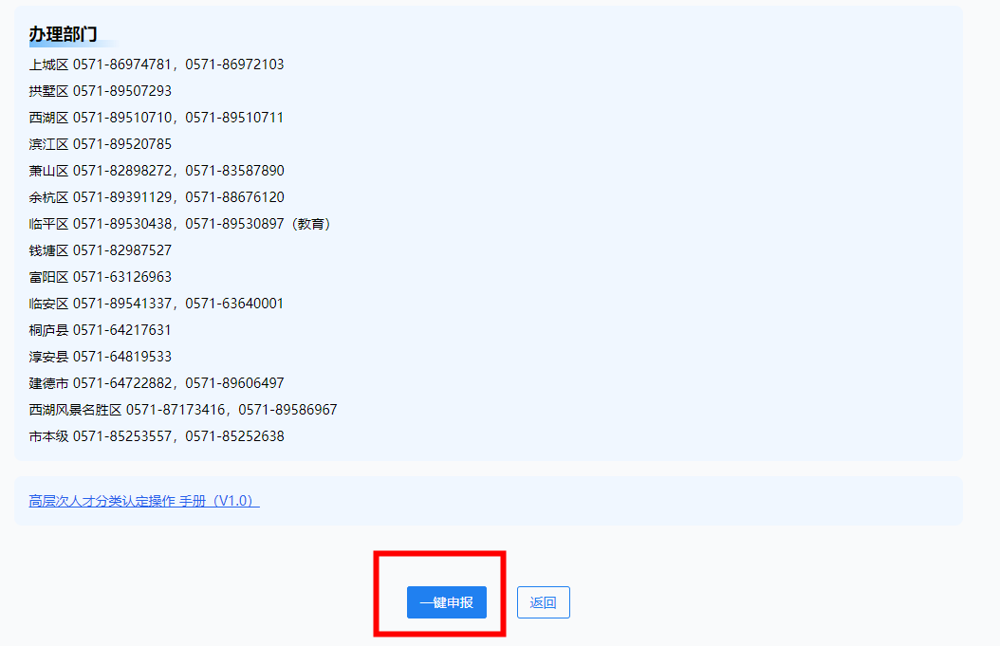 办理部门
上城区 0571-86974781，0571-86972103
拱墅区 0571-89507293
西湖区 0571-89510710，0571-89510711
滨江区 0571-89520785
萧山区 0571-82898272，0571-83587890
余杭区 0571-89391129，0571-88676120
临平区 0571-89530438，0571-89530897（教育）
钱塘区 0571-82987527
富阳区 0571-63126963
临安区 0571-89541337，0571-63640001
桐庐县 0571-64217631
淳安县 0571-64819533
建德市 0571-64722882，0571-89606497
西湖风景名胜区 0571-87173416，0571-89586967
市本级 0571-85253557，0571-85252638
高层次人才分类认定操作 手册（V1.0）
一键申报 返回